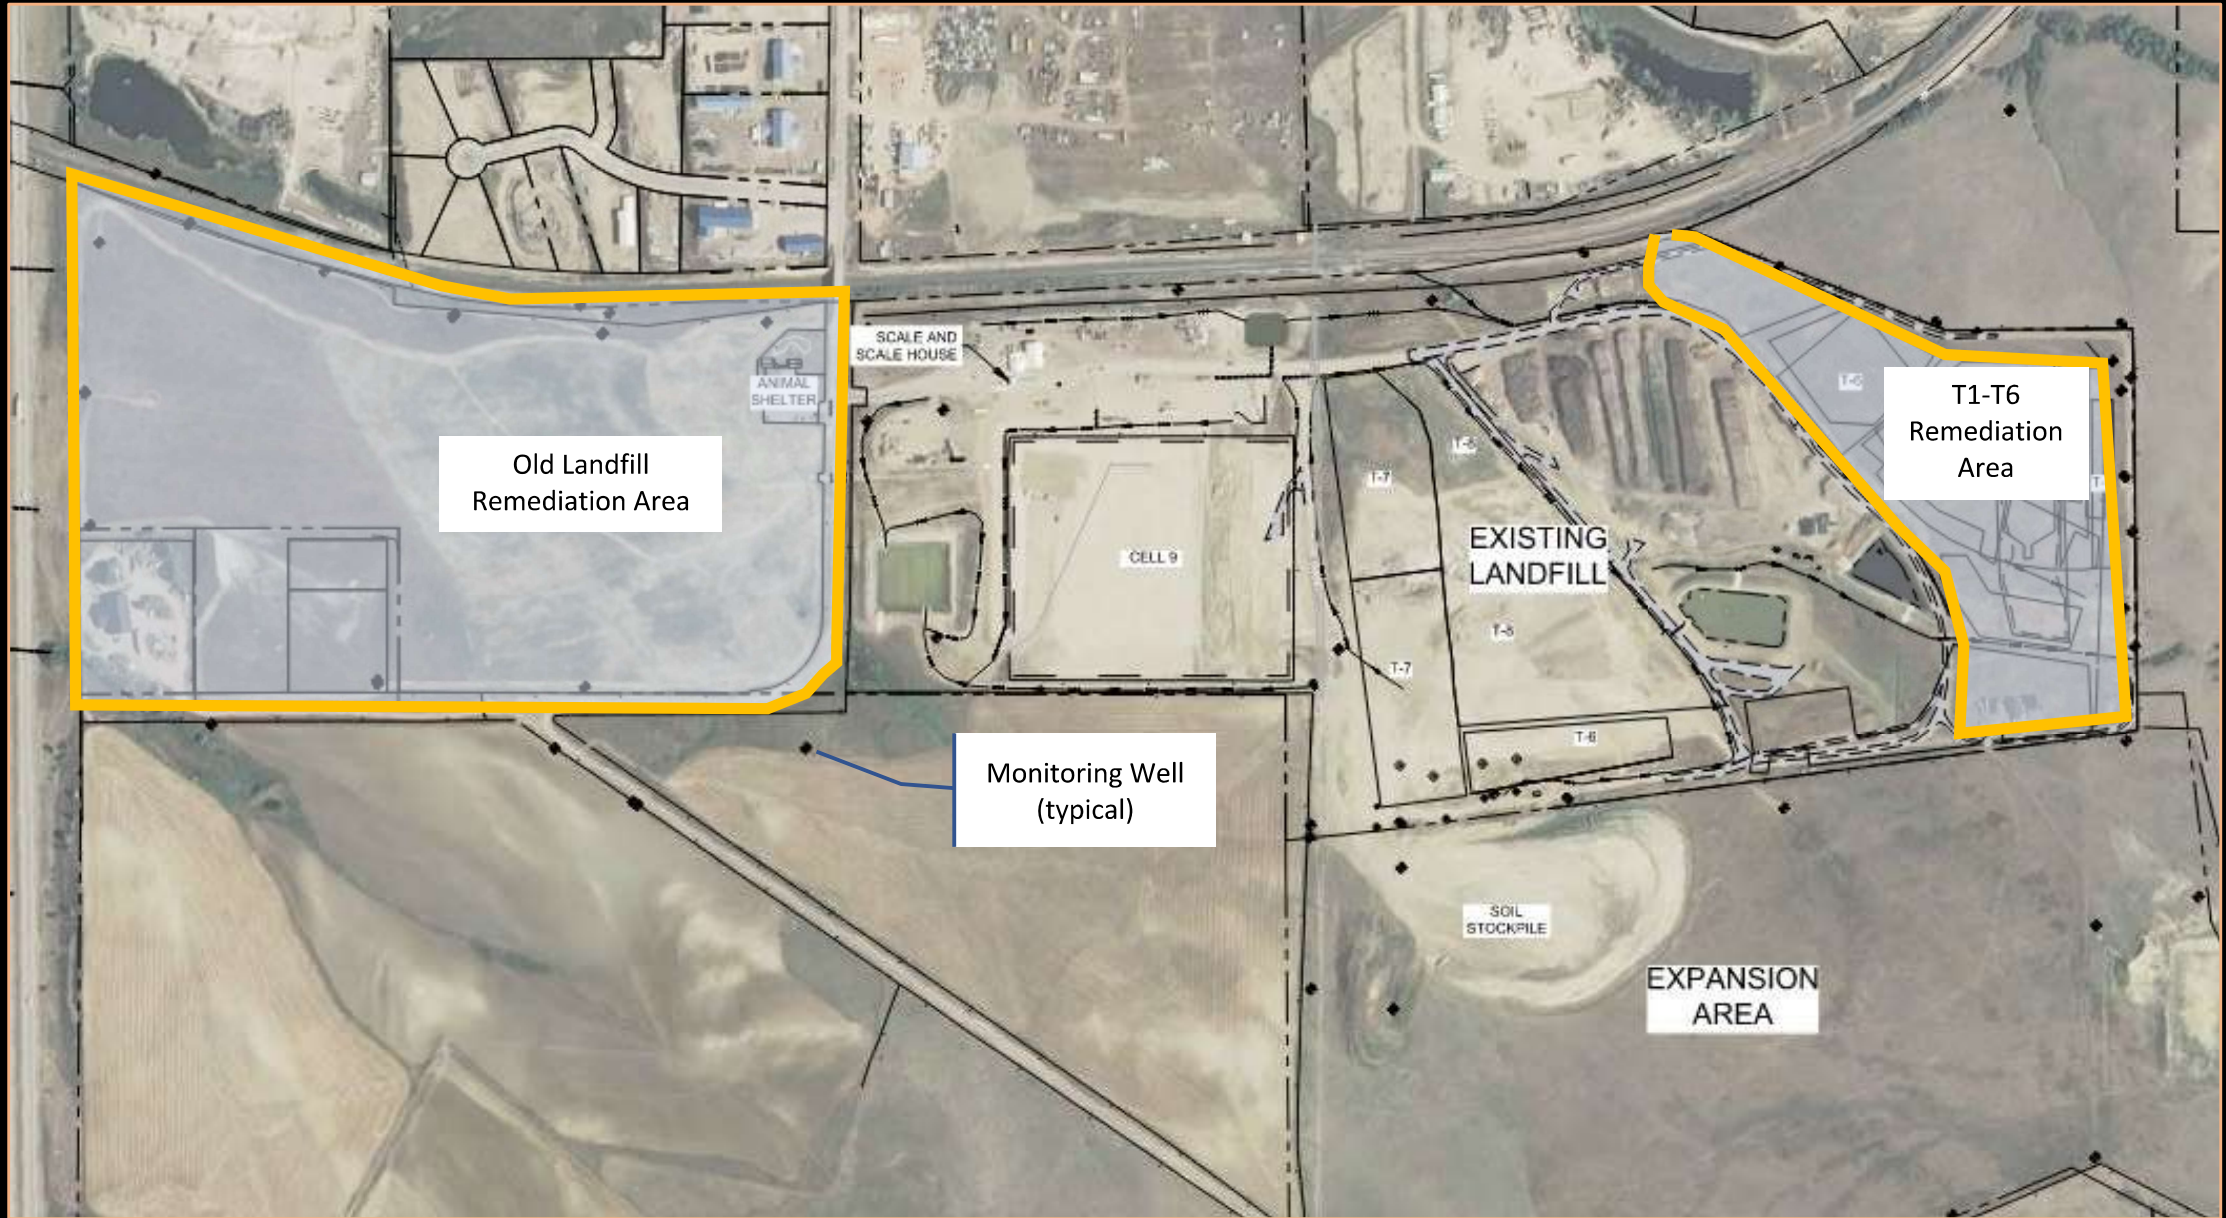 SCALE AND
SCALE HOUSE
ANIMAL
SHELTER
Old Landfill
Remediation Area
CELL 9
T-7
EXISTING
LANDFILL
T-7
T-6
T1-T6
Remediation
Area
Monitoring Well
(typical)
SOIL
STOCKPILE
EXPANSION
AREA